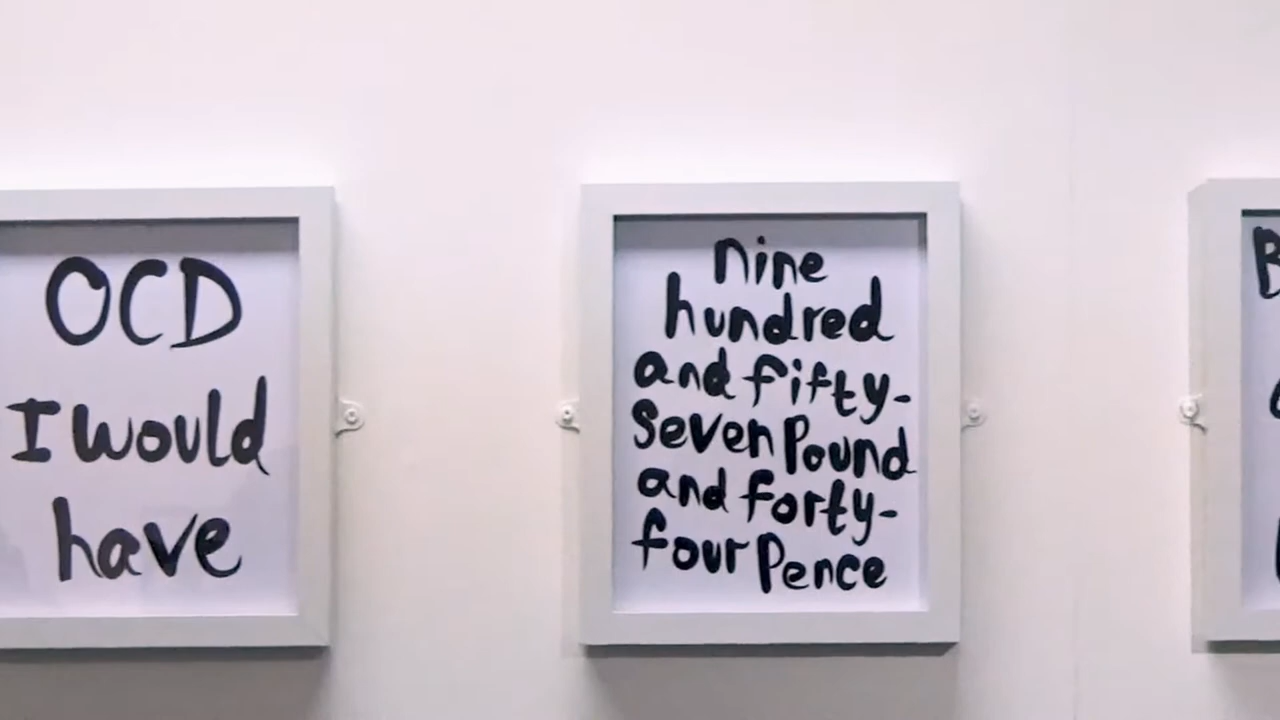 OCD
I would
have
nine
hundred
and fifty-
seven Pound
and forty-
four Pence